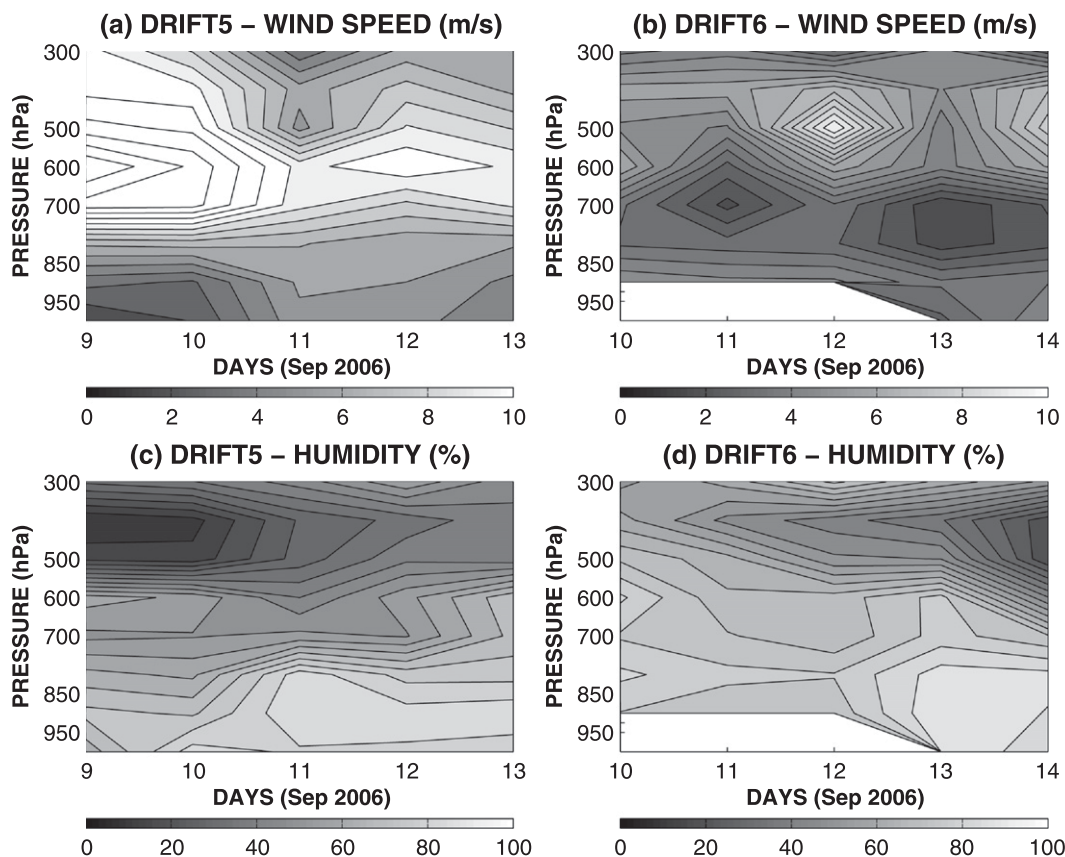 (a) DRIFT5 – WIND SPEED (m/s)
(b) DRIFT6 – WIND SPEED (m/s)
PRESSURE (hPa)
300
500
600
700
850
950
9 10 11 12 13
DAYS (Sep 2006)
0 2 4 6 8 10
PRESSURE (hPa)
300
500
600
700
850
950
10 11 12 13 14
DAYS (Sep 2006)
0 2 4 6 8 10
(c) DRIFT5 – HUMIDITY (%)
(d) DRIFT6 – HUMIDITY (%)
PRESSURE (hPa)
300
500
600
700
850
950
9 10 11 12 13
DAYS (Sep 2006)
0 20 40 60 80 100
PRESSURE (hPa)
300
500
600
700
850
950
10 11 12 13 14
DAYS (Sep 2006)
0 20 40 60 80 100